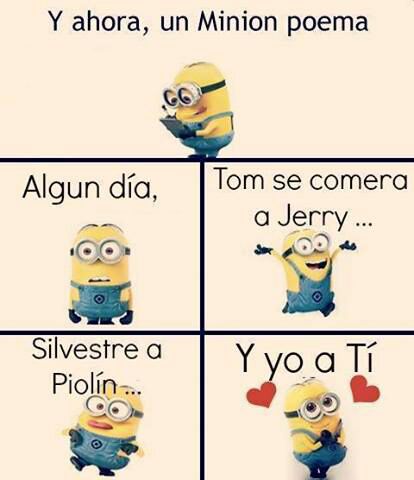 Y ahora, un Minion poema
Algun día,
Tom se comera
a Jerry ...
Silvestre a
Piolín ...
Y yo a Tí